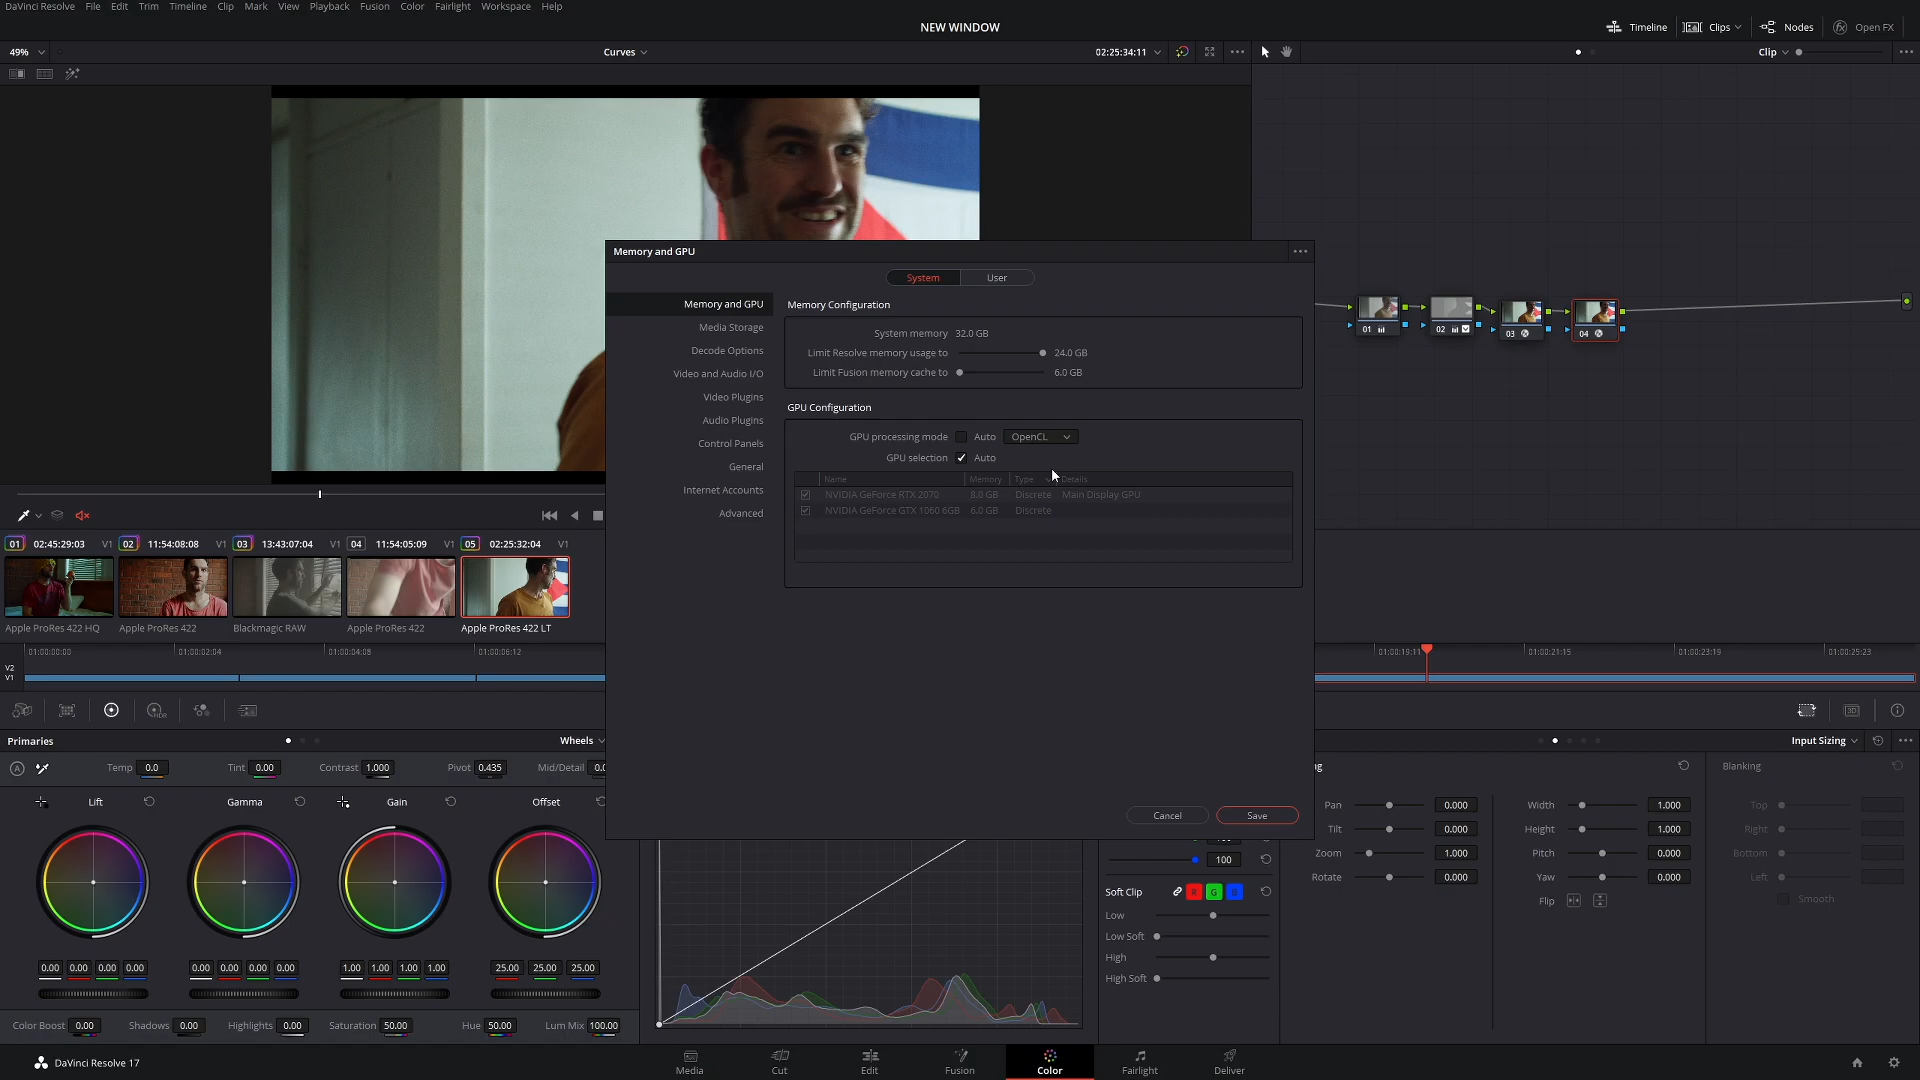 DaVinci Resolve File Edit Trim Timeline Clip Mark View Playback Fusion Color Fairlight Workspace Help
NEW WINDOW
Timeline Clips Nodes Open FX
49% Curves 02:25:34:11 Clip
01 02 03 04
Memory and GPU
System User
Memory and GPU
Media Storage
Decode Options
Video and Audio I/O
Video Plugins
Audio Plugins
Control Panels
General
Internet Accounts
Advanced
Memory Configuration
System memory 32.0 GB
Limit Resolve memory usage to 24.0 GB
Limit Fusion memory cache to 6.0 GB
GPU Configuration
GPU processing mode Auto OpenCL
GPU selection Auto
Name Memory Type Details
NVIDIA GeForce RTX 2070 8.0 GB Discrete Main Display GPU
NVIDIA GeForce GTX 1060 6GB 6.0 GB Discrete
Cancel Save
01 02:45:29:03 V1 02 11:54:08:08 V1 03 13:43:07:04 V1 04 11:54:05:09 V1 05 02:25:32:04 V1
Apple ProRes 422 HQ Apple ProRes 422 Blackmagic RAW Apple ProRes 422 Apple ProRes 422 LT
01:00:00:00 01:00:02:04 01:00:04:08 01:00:06:12 01:00:19:11 01:00:21:15 01:00:23:19 01:00:25:23
V2
V1
HDR 3D
Primaries Wheels Input Sizing
A Temp 0.0 Tint 0.00 Contrast 1.000 Pivot 0.435 Mid/Detail 0.0
Lift Gamma Gain Offset
0.00 0.00 0.00 0.00 0.00 0.00 0.00 0.00 1.00 1.00 1.00 1.00 25.00 25.00 25.00
Color Boost 0.00 Shadows 0.00 Highlights 0.00 Saturation 50.00 Hue 50.00 Lum Mix 100.00
100
Soft Clip R G B
Low
Low Soft
High
High Soft
ng Blanking
Pan 0.000 Width 1.000 Top
Tilt 0.000 Height 1.000 Right
Zoom 1.000 Pitch 0.000 Bottom
Rotate 0.000 Yaw 0.000 Left
Flip Smooth
DaVinci Resolve 17
Media Cut Edit Fusion Color Fairlight Deliver